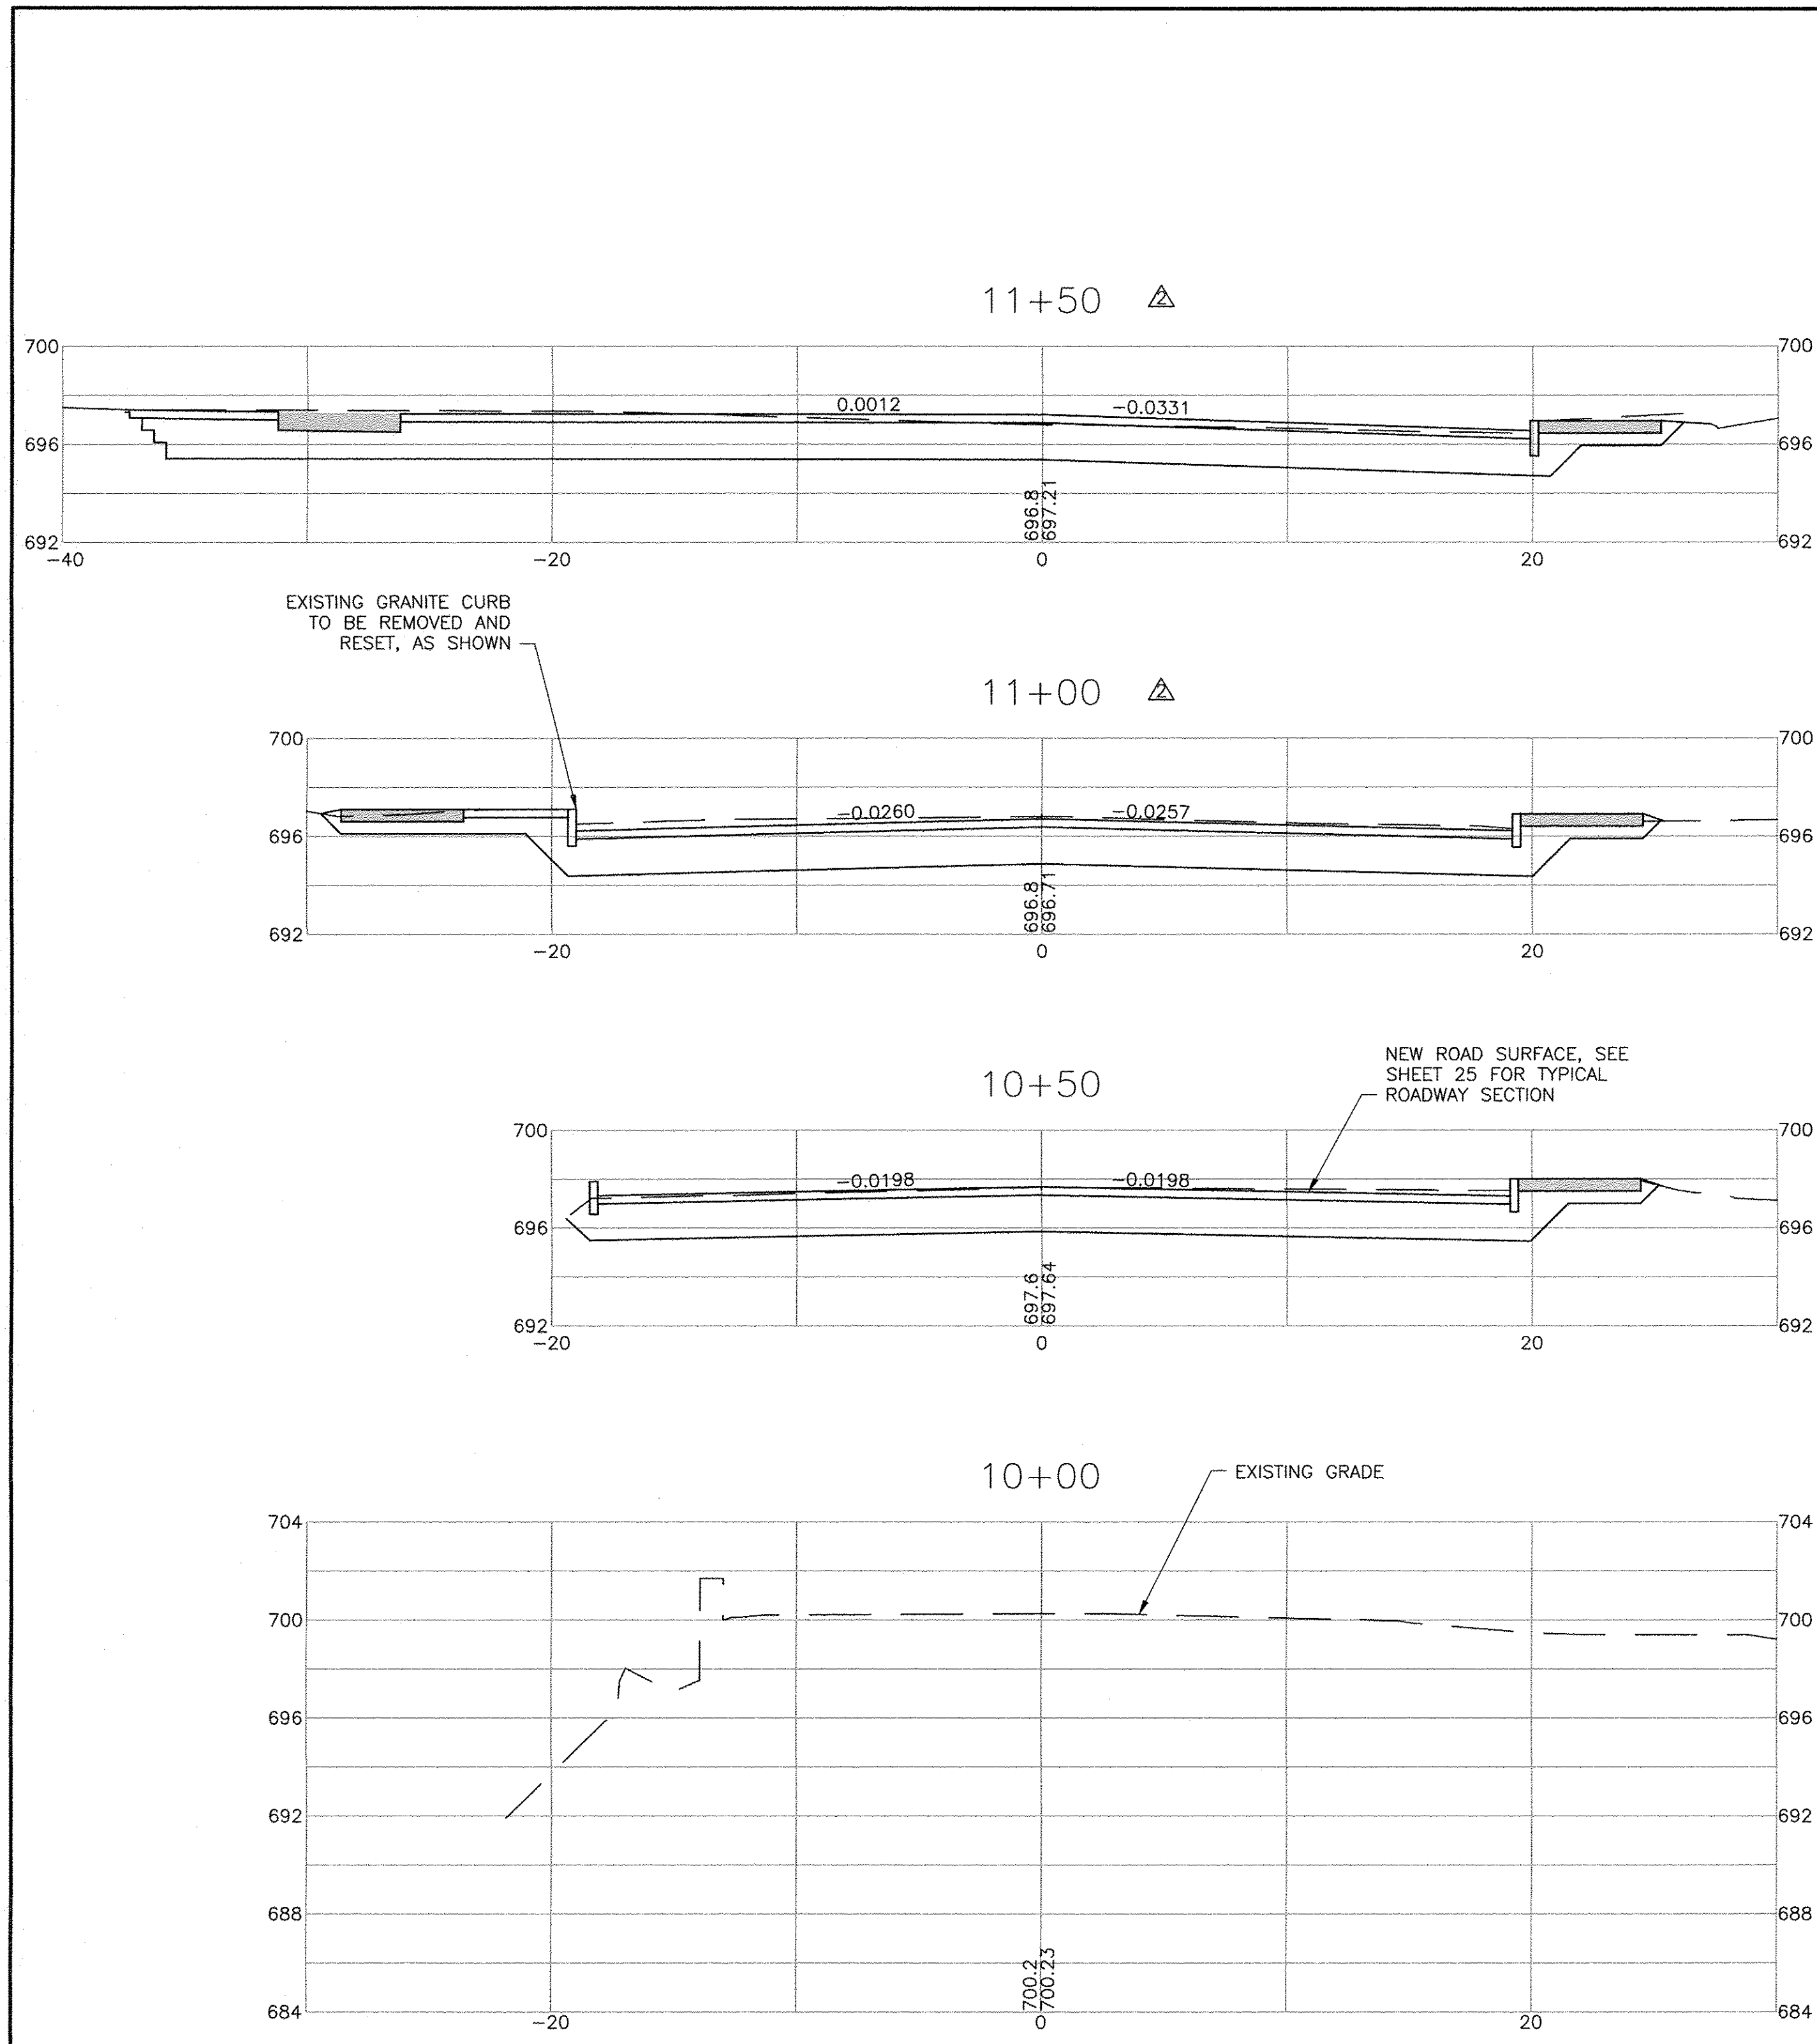 11+50 2
700 700
0.0012 -0.0331
696 696
696.8
697.21
692 692
-40 -20 0 20
EXISTING GRANITE CURB
TO BE REMOVED AND
RESET, AS SHOWN
11+00 2
700 700
-0.0260 -0.0257
696 696
696.8
696.71
692 692
-20 0 20
NEW ROAD SURFACE, SEE
SHEET 25 FOR TYPICAL
ROADWAY SECTION
10+50
700 700
-0.0198 -0.0198
696 696
697.6
697.64
692 692
-20 0 20
10+00
EXISTING GRADE
704 704
700 700
696 696
692 692
688 688
700.2
700.23
684 684
-20 0 20